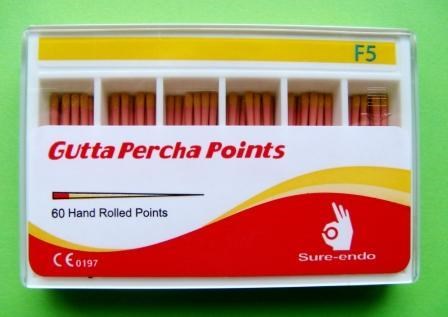 F5
Gutta Percha Points
60 Hand Rolled Points
CE 0197
Sure-endo